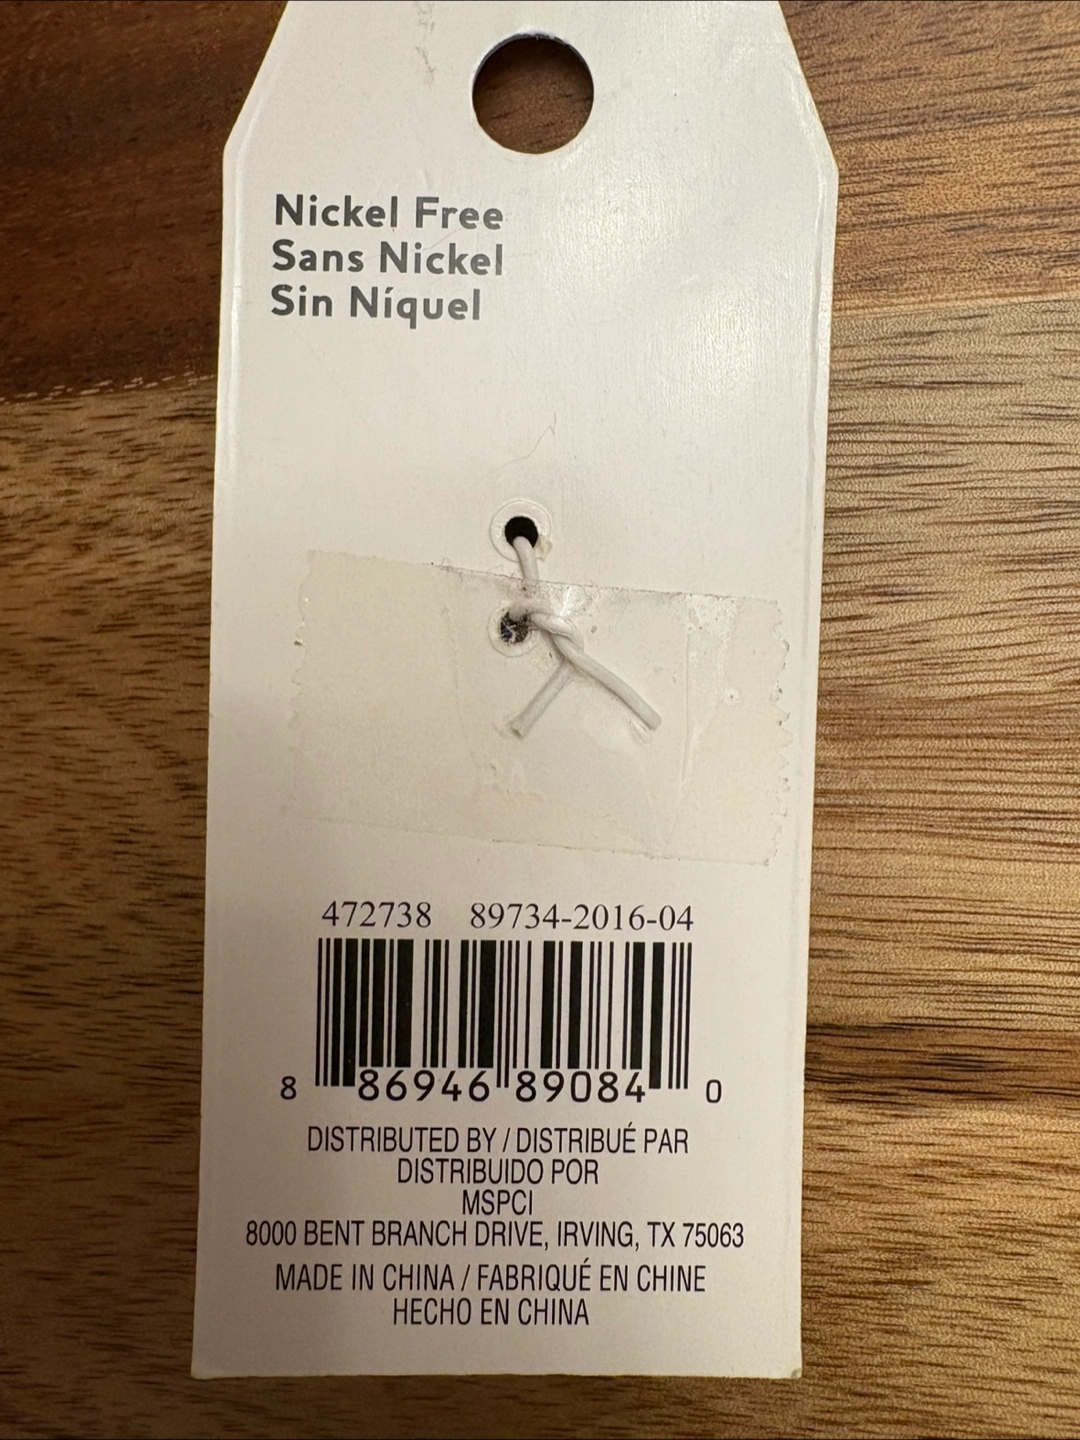 Nickel Free
Sans Nickel
Sin Níquel
472738 89734-2016-04
8 86946 89084 0
DISTRIBUTED BY / DISTRIBUÉ PAR
DISTRIBUIDO POR
MSPCI
8000 BENT BRANCH DRIVE, IRVING, TX 75063
MADE IN CHINA / FABRIQUÉ EN CHINE
HECHO EN CHINA